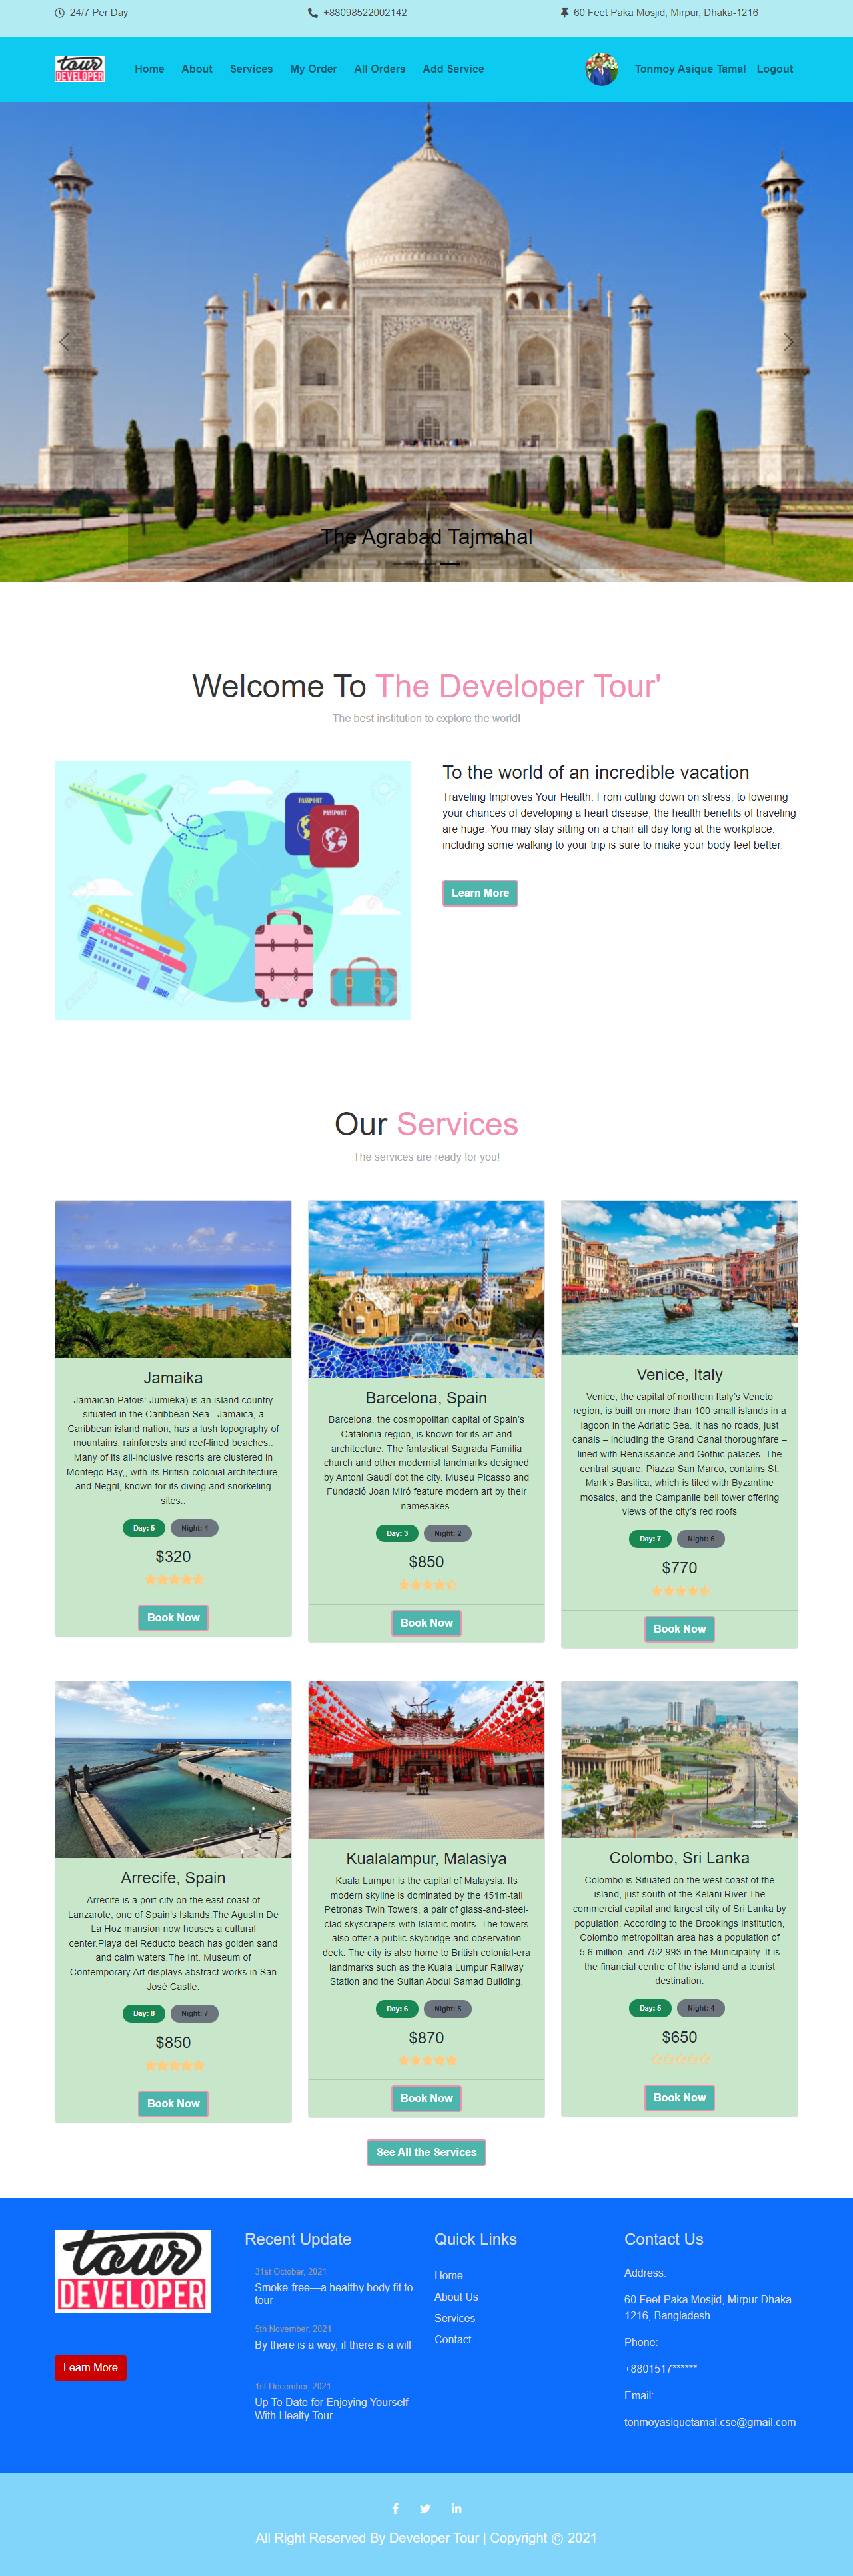 24/7 Per Day
+88098522002142
60 Feet Paka Mosjid, Mirpur, Dhaka-1216
tour
DEVELOPER
Home
About
Services
My Order
All Orders
Add Service
Tonmoy Asique Tamal
Logout
The Agrabad Tajmahal
Welcome To The Developer Tour'
The best institution to explore the world!
PASSPORT
PASSPORT
To the world of an incredible vacation
Traveling Improves Your Health. From cutting down on stress, to lowering
your chances of developing a heart disease, the health benefits of traveling
are huge. You may stay sitting on a chair all day long at the workplace:
including some walking to your trip is sure to make your body feel better.
Learn More
Our Services
The services are ready for you!
Jamaika
Jamaican Patois: Jumieka) is an island country
situated in the Caribbean Sea.. Jamaica, a
Caribbean island nation, has a lush topography of
mountains, rainforests and reef-lined beaches..
Many of its all-inclusive resorts are clustered in
Montego Bay,, with its British-colonial architecture,
and Negril, known for its diving and snorkeling
sites..
Day: 5
Night: 4
$320
Book Now
Barcelona, Spain
Barcelona, the cosmopolitan capital of Spain's
Catalonia region, is known for its art and
architecture. The fantastical Sagrada Família
church and other modernist landmarks designed
by Antoni Gaudí dot the city. Museu Picasso and
Fundació Joan Miró feature modern art by their
namesakes.
Day: 3
Night: 2
$850
Book Now
Venice, Italy
Venice, the capital of northern Italy's Veneto
region, is built on more than 100 small islands in a
lagoon in the Adriatic Sea. It has no roads, just
canals – including the Grand Canal thoroughfare –
lined with Renaissance and Gothic palaces. The
central square, Piazza San Marco, contains St.
Mark's Basilica, which is tiled with Byzantine
mosaics, and the Campanile bell tower offering
views of the city's red roofs
Day: 7
Night: 6
$770
Book Now
Arrecife, Spain
Arrecife is a port city on the east coast of
Lanzarote, one of Spain's Islands.The Agustín De
La Hoz mansion now houses a cultural
center.Playa del Reducto beach has golden sand
and calm waters.The Int. Museum of
Contemporary Art displays abstract works in San
José Castle.
Day: 8
Night: 7
$850
Book Now
Kualalampur, Malasiya
Kuala Lumpur is the capital of Malaysia. Its
modern skyline is dominated by the 451m-tall
Petronas Twin Towers, a pair of glass-and-steel-
clad skyscrapers with Islamic motifs. The towers
also offer a public skybridge and observation
deck. The city is also home to British colonial-era
landmarks such as the Kuala Lumpur Railway
Station and the Sultan Abdul Samad Building.
Day: 6
Night: 5
$870
Book Now
Colombo, Sri Lanka
Colombo is Situated on the west coast of the
island, just south of the Kelani River.The
commercial capital and largest city of Sri Lanka by
population. According to the Brookings Institution,
Colombo metropolitan area has a population of
5.6 million, and 752,993 in the Municipality. It is
the financial centre of the island and a tourist
destination.
Day: 5
Night: 4
$650
Book Now
See All the Services
tour
DEVELOPER
Learn More
Recent Update
31st October, 2021
Smoke-free—a healthy body fit to
tour
5th November, 2021
By there is a way, if there is a will
1st December, 2021
Up To Date for Enjoying Yourself
With Healty Tour
Quick Links
Home
About Us
Services
Contact
Contact Us
Address:
60 Feet Paka Mosjid, Mirpur Dhaka -
1216, Bangladesh
Phone:
+8801517******
Email:
tonmoyasiquetamal.cse@gmail.com
All Right Reserved By Developer Tour | Copyright © 2021